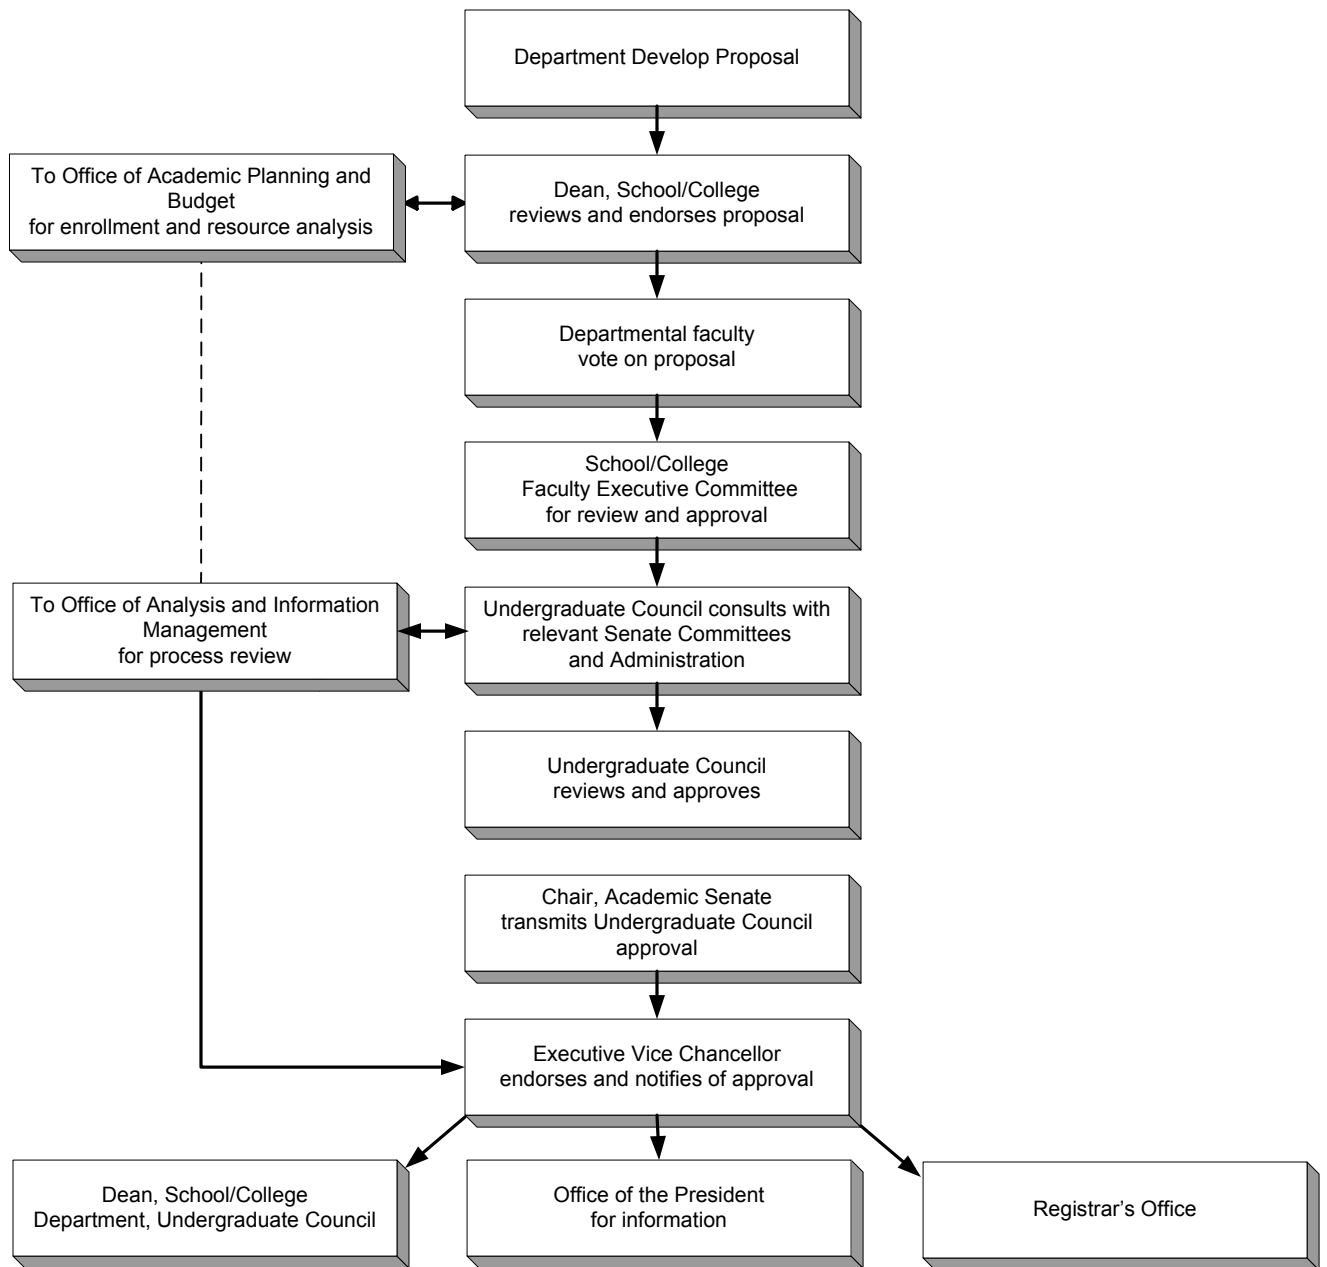 Department Develop Proposal
To Office of Academic Planning and
Budget
for enrollment and resource analysis
Dean, School/College
reviews and endorses proposal
Departmental faculty
vote on proposal
School/College
Faculty Executive Committee
for review and approval
To Office of Analysis and Information
Management
for process review
Undergraduate Council consults with
relevant Senate Committees
and Administration
Undergraduate Council
reviews and approves
Chair, Academic Senate
transmits Undergraduate Council
approval
Executive Vice Chancellor
endorses and notifies of approval
Dean, School/College
Department, Undergraduate Council
Office of the President
for information
Registrar’s Office